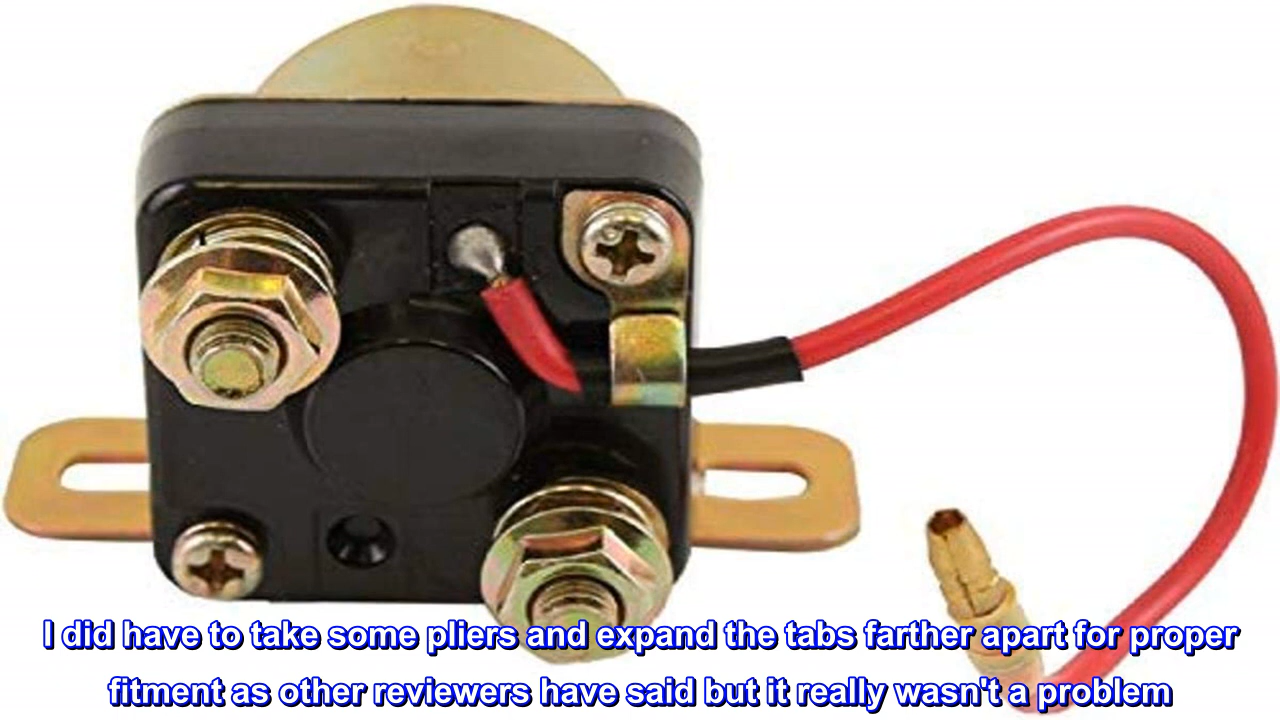 I did have to take some pliers and expand the tabs farther apart for proper
fitment as other reviewers have said but it really wasn't a problem